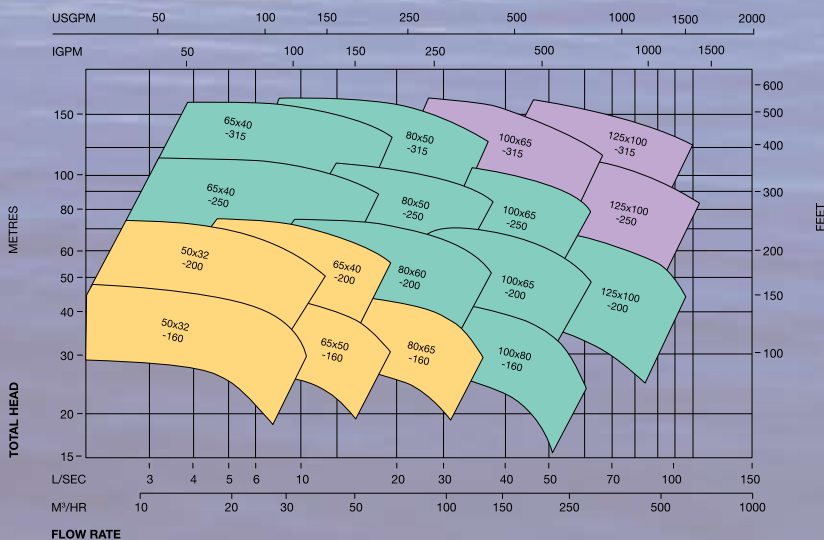 USGPM 50 100 150 250 500 1000 1500 2000
IGPM 50 100 150 250 500 1000 1500
600
150
500
65x40
-315
80x50
-315
100x65
-315
125x100
-315
400
100
300
65x40
-250
80x50
-250
100x65
-250
125x100
-250
80
METRES
FEET
60
200
50x32
-200
65x40
-200
80x60
-200
100x65
-200
125x100
-200
50
150
40
50x32
-160
65x50
-160
80x65
-160
100x80
-160
30
100
TOTAL HEAD
20
15
L/SEC 3 4 5 6 10 20 30 40 50 70 100 150
M³/HR 10 20 30 50 100 150 250 500 1000
FLOW RATE